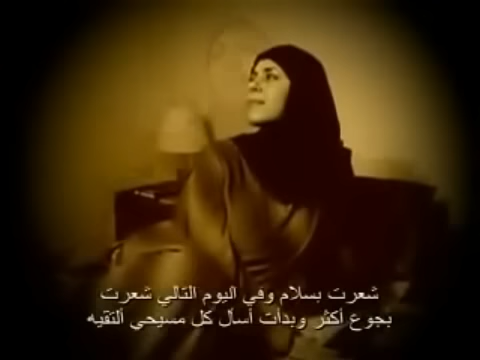 شعرت بسلام وفي اليوم التالي شعرت
بجوع أكثر وبدأت أسأل كل مسيحي ألتقيه